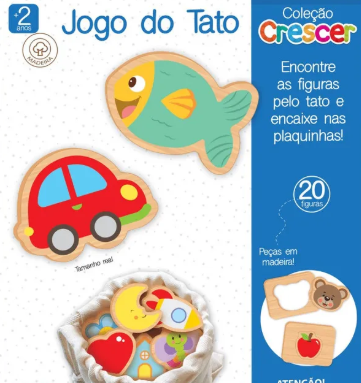 +2
anos
Jogo do Tato
MADEIRA
Tamanho real
Coleção
Crescer
Encontre
as figuras
pelo tato e
encaixe nas
plaquinhas!
20
figuras
Peças em
madeira!
ATENÇÃO!